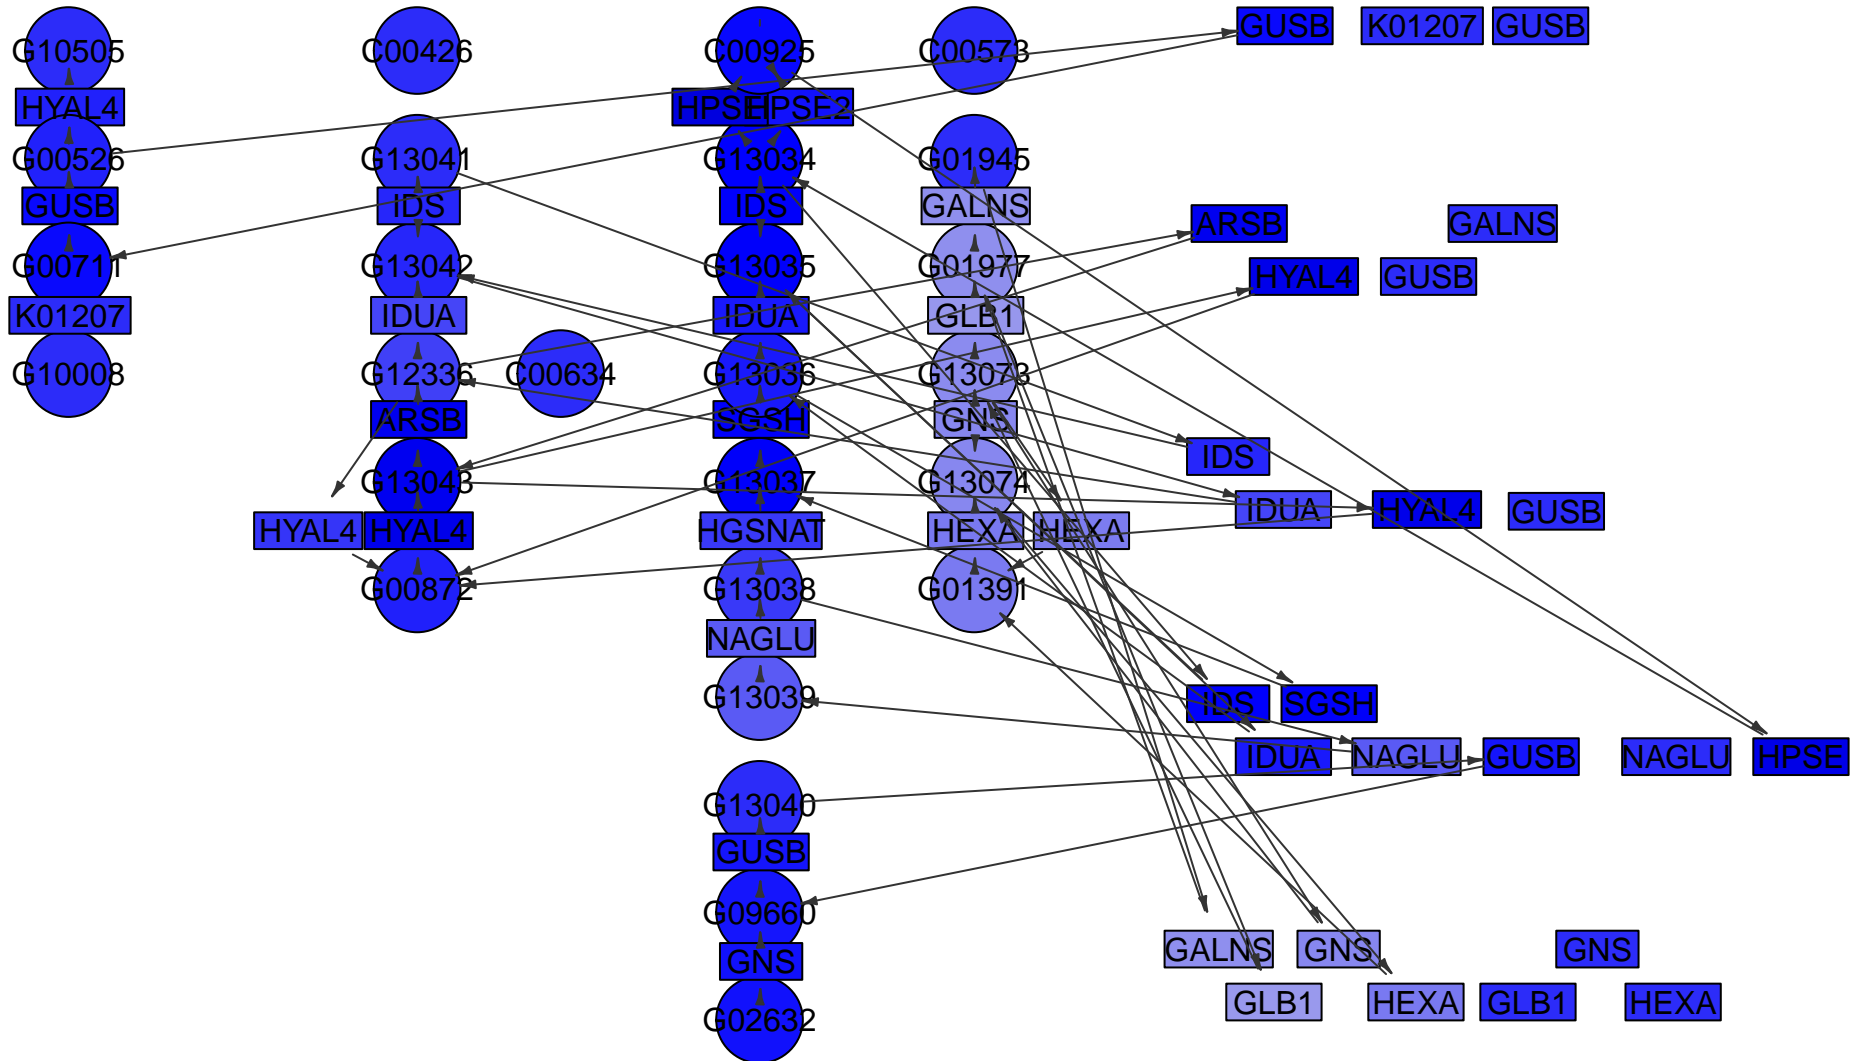 G10505
C00426
C00925
C00573
GUSB
K01207
GUSB
HYAL4
HPSE
HPSE2
G00526
G13041
G13034
G01945
GUSB
IDS
IDS
GALNS
ARSB
GALNS
G00711
G13042
G13035
G01977
HYAL4
GUSB
K01207
IDUA
IDUA
GLB1
G10008
G12336
C00634
G13036
G13073
ARSB
SGSH
GNS
IDS
G13043
G13037
G13074
IDUA
HYAL4
GUSB
HYAL4
HYAL4
HGSNAT
HEXA
HEXA
G00872
G13038
G01391
NAGLU
G13039
IDS
SGSH
IDUA
NAGLU
GUSB
NAGLU
HPSE
G13040
GUSB
G09660
GALNS
GNS
GNS
GNS
GLB1
HEXA
GLB1
HEXA
G02632